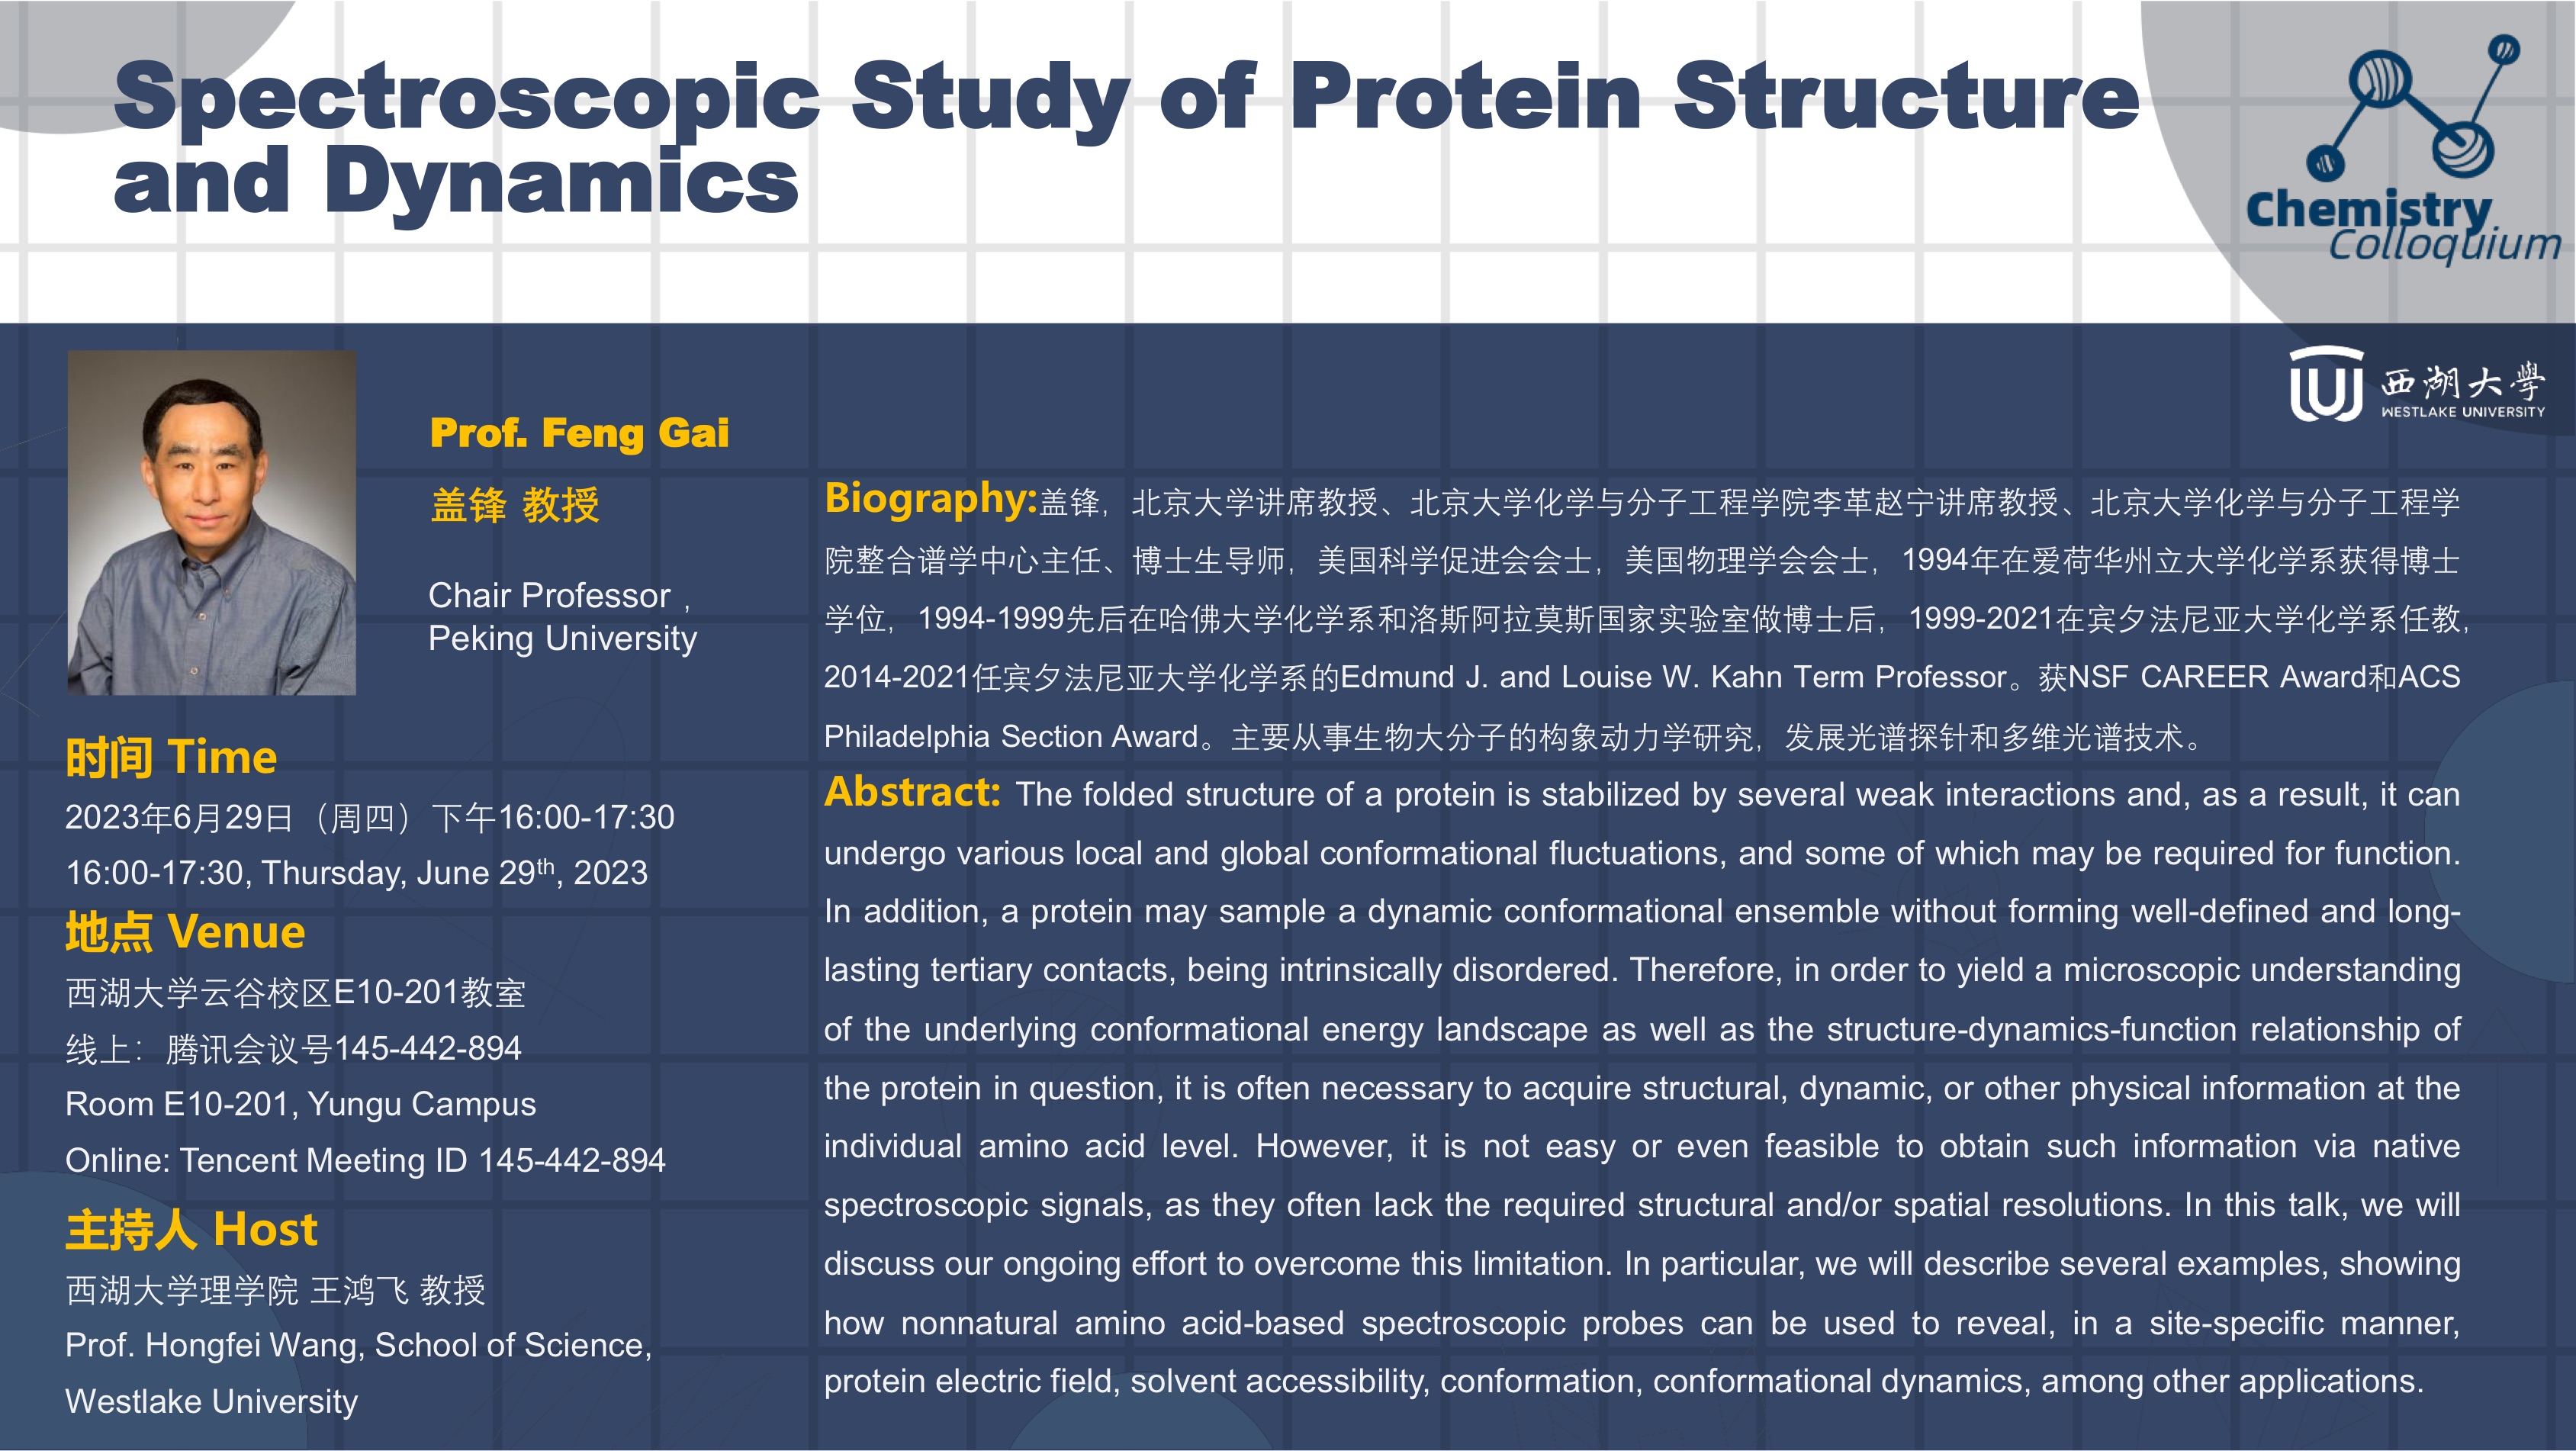 Spectroscopic Study of Protein Structure
and Dynamics
Chemistry
Colloquium
西湖大學
WESTLAKE UNIVERSITY
Prof. Feng Gai
盖锋 教授
Chair Professor ,
Peking University
时间 Time
2023年6月29日（周四）下午16:00-17:30
16:00-17:30, Thursday, June 29th, 2023
地点 Venue
西湖大学云谷校区E10-201教室
线上：腾讯会议号145-442-894
Room E10-201, Yungu Campus
Online: Tencent Meeting ID 145-442-894
主持人 Host
西湖大学理学院 王鸿飞 教授
Prof. Hongfei Wang, School of Science,
Westlake University
Biography:盖锋，北京大学讲席教授、北京大学化学与分子工程学院李革赵宁讲席教授、北京大学化学与分子工程学
院整合谱学中心主任、博士生导师，美国科学促进会会士，美国物理学会会士，1994年在爱荷华州立大学化学系获得博士
学位，1994-1999先后在哈佛大学化学系和洛斯阿拉莫斯国家实验室做博士后，1999-2021在宾夕法尼亚大学化学系任教,
2014-2021任宾夕法尼亚大学化学系的Edmund J. and Louise W. Kahn Term Professor。获NSF CAREER Award和ACS
Philadelphia Section Award。主要从事生物大分子的构象动力学研究，发展光谱探针和多维光谱技术。
Abstract: The folded structure of a protein is stabilized by several weak interactions and, as a result, it can
undergo various local and global conformational fluctuations, and some of which may be required for function.
In addition, a protein may sample a dynamic conformational ensemble without forming well-defined and long-
lasting tertiary contacts, being intrinsically disordered. Therefore, in order to yield a microscopic understanding
of the underlying conformational energy landscape as well as the structure-dynamics-function relationship of
the protein in question, it is often necessary to acquire structural, dynamic, or other physical information at the
individual amino acid level. However, it is not easy or even feasible to obtain such information via native
spectroscopic signals, as they often lack the required structural and/or spatial resolutions. In this talk, we will
discuss our ongoing effort to overcome this limitation. In particular, we will describe several examples, showing
how nonnatural amino acid-based spectroscopic probes can be used to reveal, in a site-specific manner,
protein electric field, solvent accessibility, conformation, conformational dynamics, among other applications.